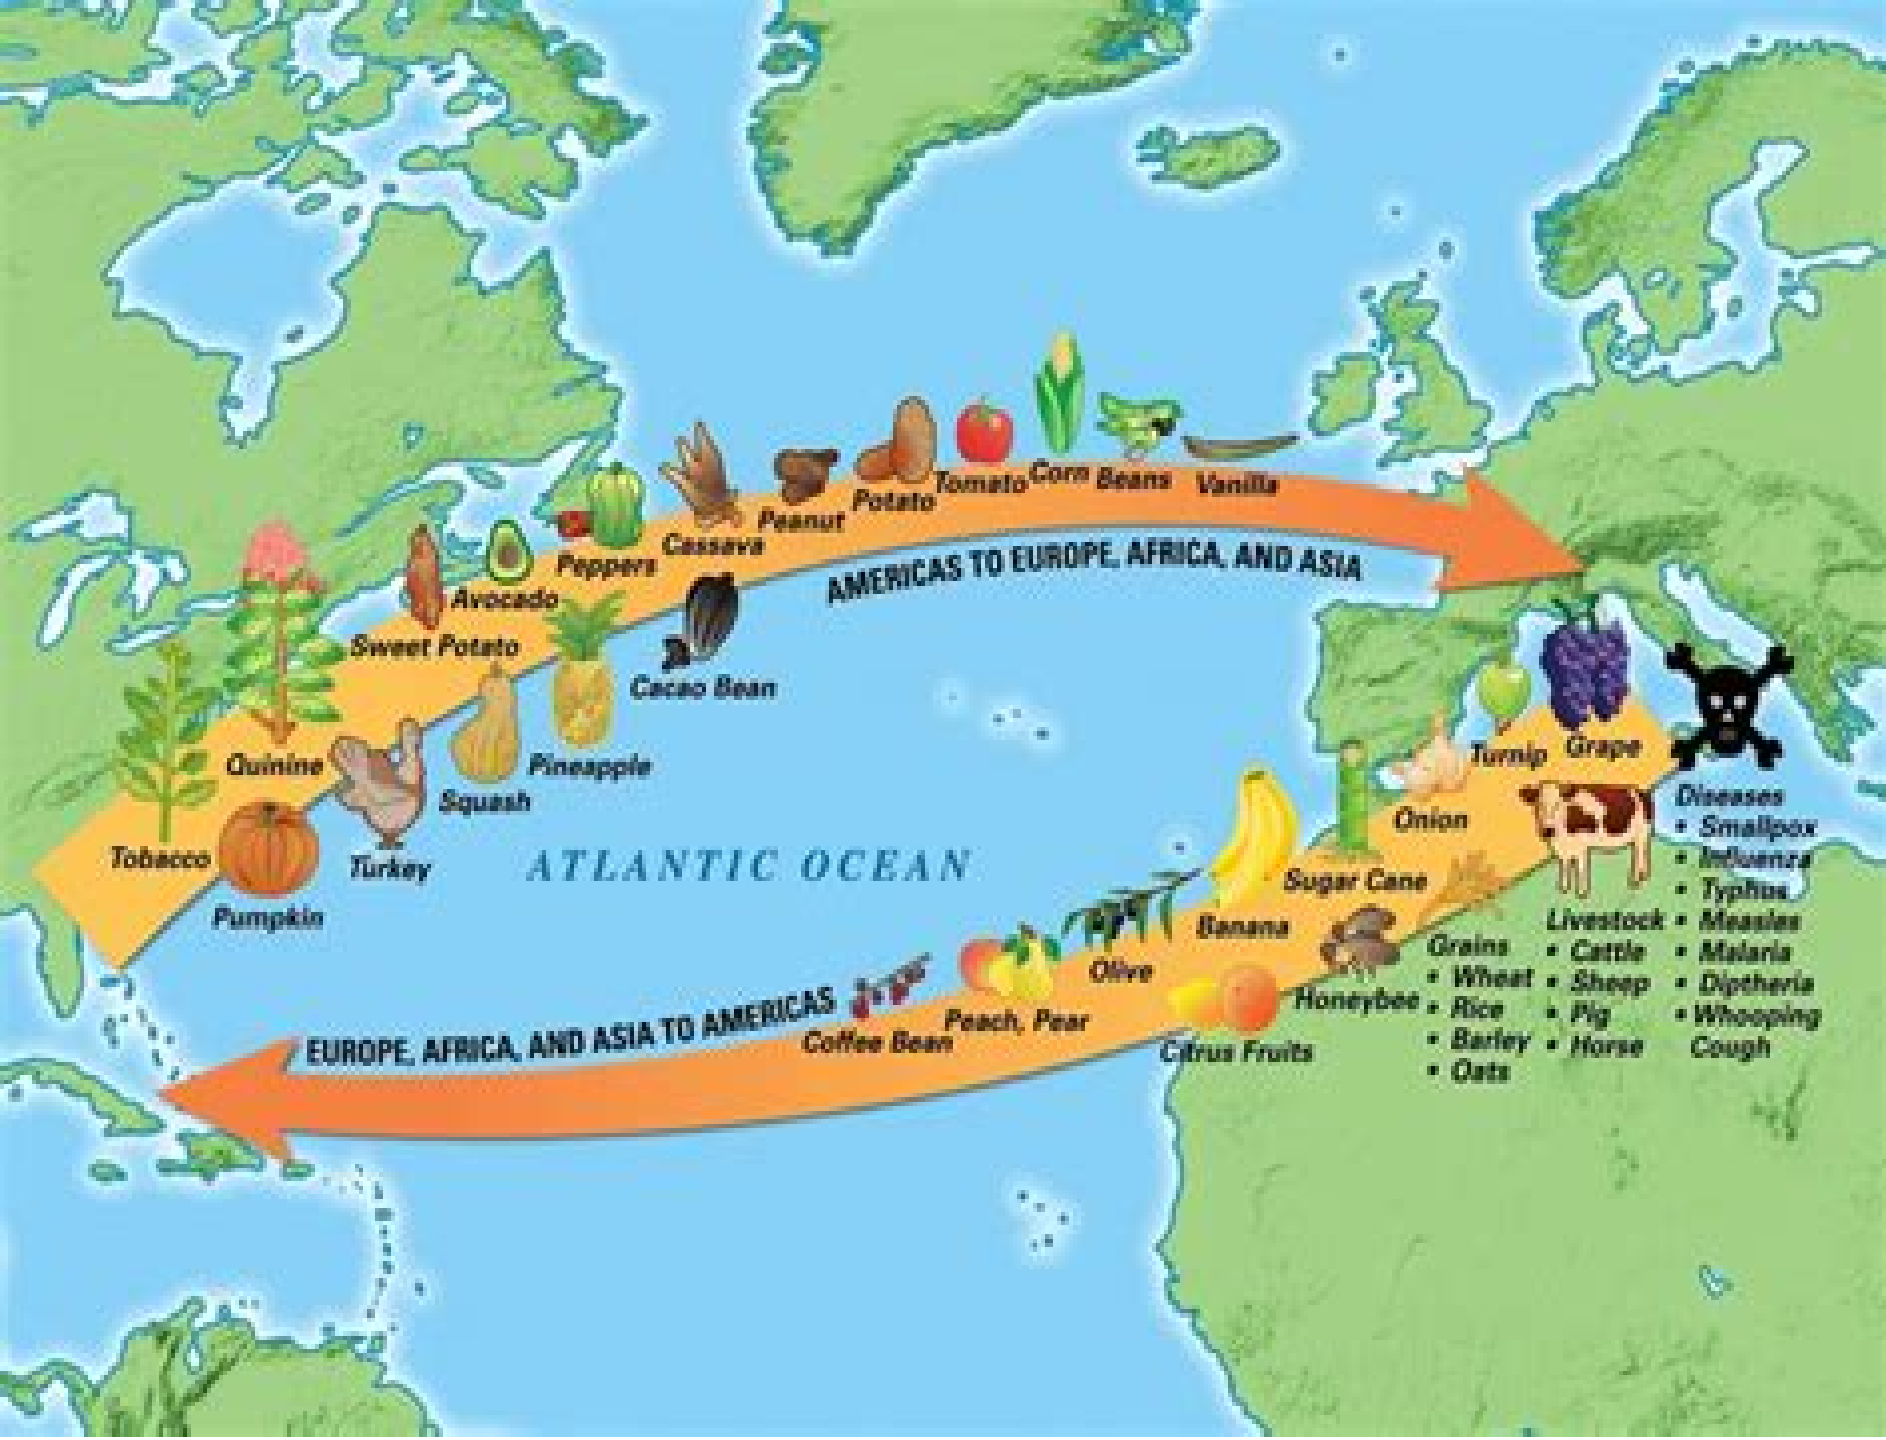 Tomato
Corn
Beans
Vanilla
Potato
Peanut
Cassava
Peppers
Avocado
Sweet Potato
AMERICAS TO EUROPE, AFRICA, AND ASIA
Cacao Bean
Quinine
Pineapple
Squash
Tobacco
Turkey
Pumpkin
ATLANTIC OCEAN
Turnip
Grape
Onion
Sugar Cane
Banana
Olive
Honeybee
Peach, Pear
Coffee Bean
Citrus Fruits
EUROPE, AFRICA, AND ASIA TO AMERICAS
Grains
• Wheat
• Rice
• Barley
• Oats
Livestock
• Cattle
• Sheep
• Pig
• Horse
Diseases
• Smallpox
• Influenza
• Typhus
• Measles
• Malaria
• Diptheria
• Whooping
Cough